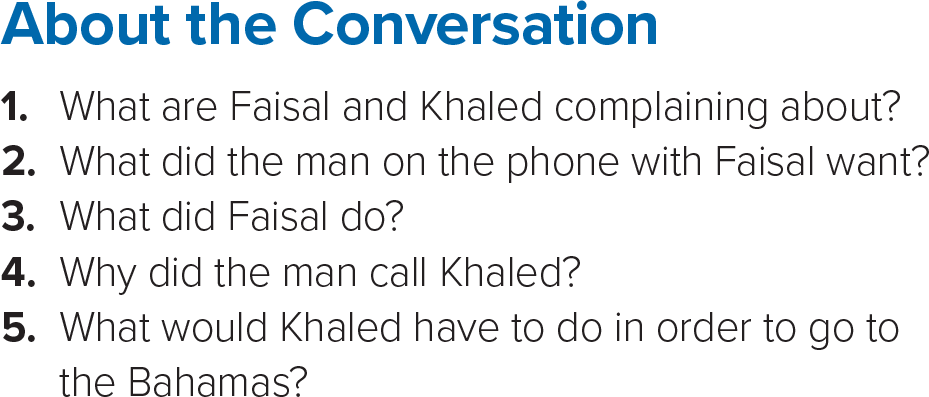 About the Conversation
1. What are Faisal and Khaled complaining about?
2. What did the man on the phone with Faisal want?
3. What did Faisal do?
4. Why did the man call Khaled?
5. What would Khaled have to do in order to go to
the Bahamas?